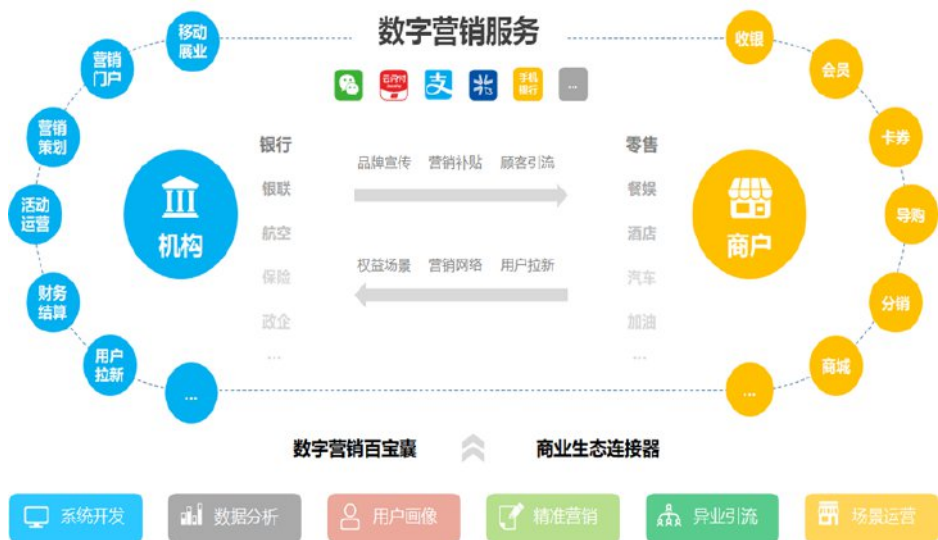 数字营销服务
云闪付
支
手机
银行
...
移动
展业
营销
门户
营销
策划
活动
运营
财务
结算
用户
拉新
...
机构
银行
银联
航空
保险
政企
...
品牌宣传 营销补贴 顾客引流
权益场景 营销网络 用户拉新
零售
餐娱
酒店
汽车
加油
...
商户
收银
会员
卡券
导购
分销
商城
...
数字营销百宝囊
商业生态连接器
系统开发
数据分析
用户画像
精准营销
异业引流
场景运营